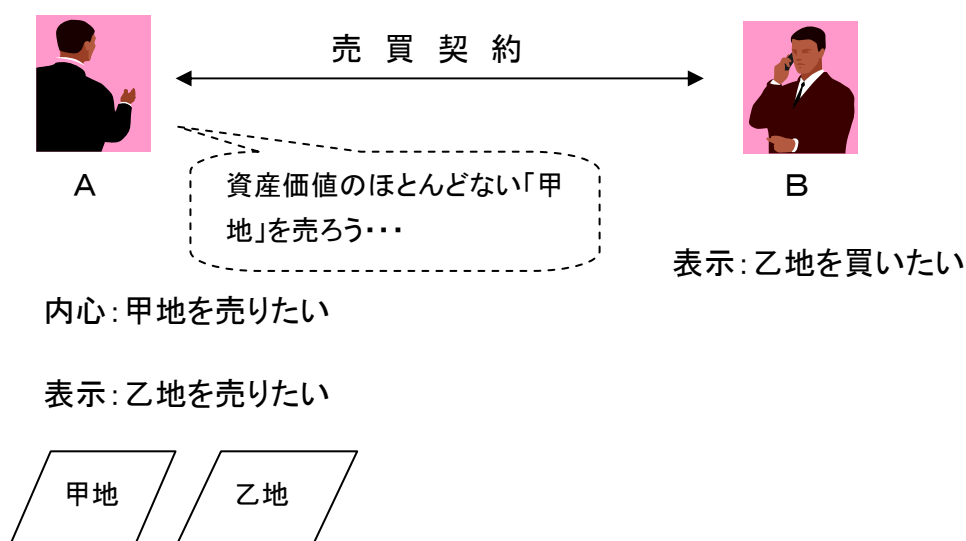 売 買 契 約
A
B
資産価値のほとんどない「甲
地」を売ろう・・・
表示：乙地を買いたい
内心：甲地を売りたい
表示：乙地を売りたい
甲地
乙地